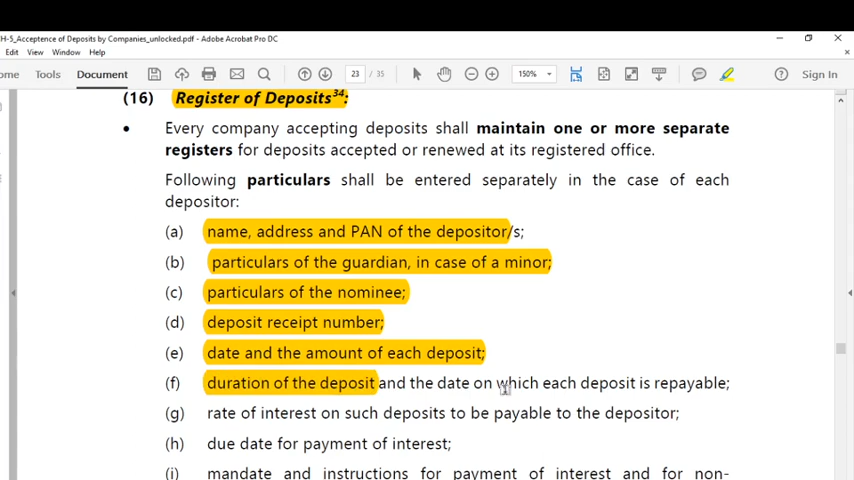 CH-5_Acceptence of Deposits by Companies_unlocked.pdf - Adobe Acrobat Pro DC
Edit View Window Help
ome Tools Document 23 / 35 150% Sign In
(16) Register of Deposits34:
• Every company accepting deposits shall maintain one or more separate
registers for deposits accepted or renewed at its registered office.
Following particulars shall be entered separately in the case of each
depositor:
(a) name, address and PAN of the depositor/s;
(b) particulars of the guardian, in case of a minor;
(c) particulars of the nominee;
(d) deposit receipt number;
(e) date and the amount of each deposit;
(f) duration of the deposit and the date on which each deposit is repayable;
(g) rate of interest on such deposits to be payable to the depositor;
(h) due date for payment of interest;
(i) mandate and instructions for payment of interest and for non-